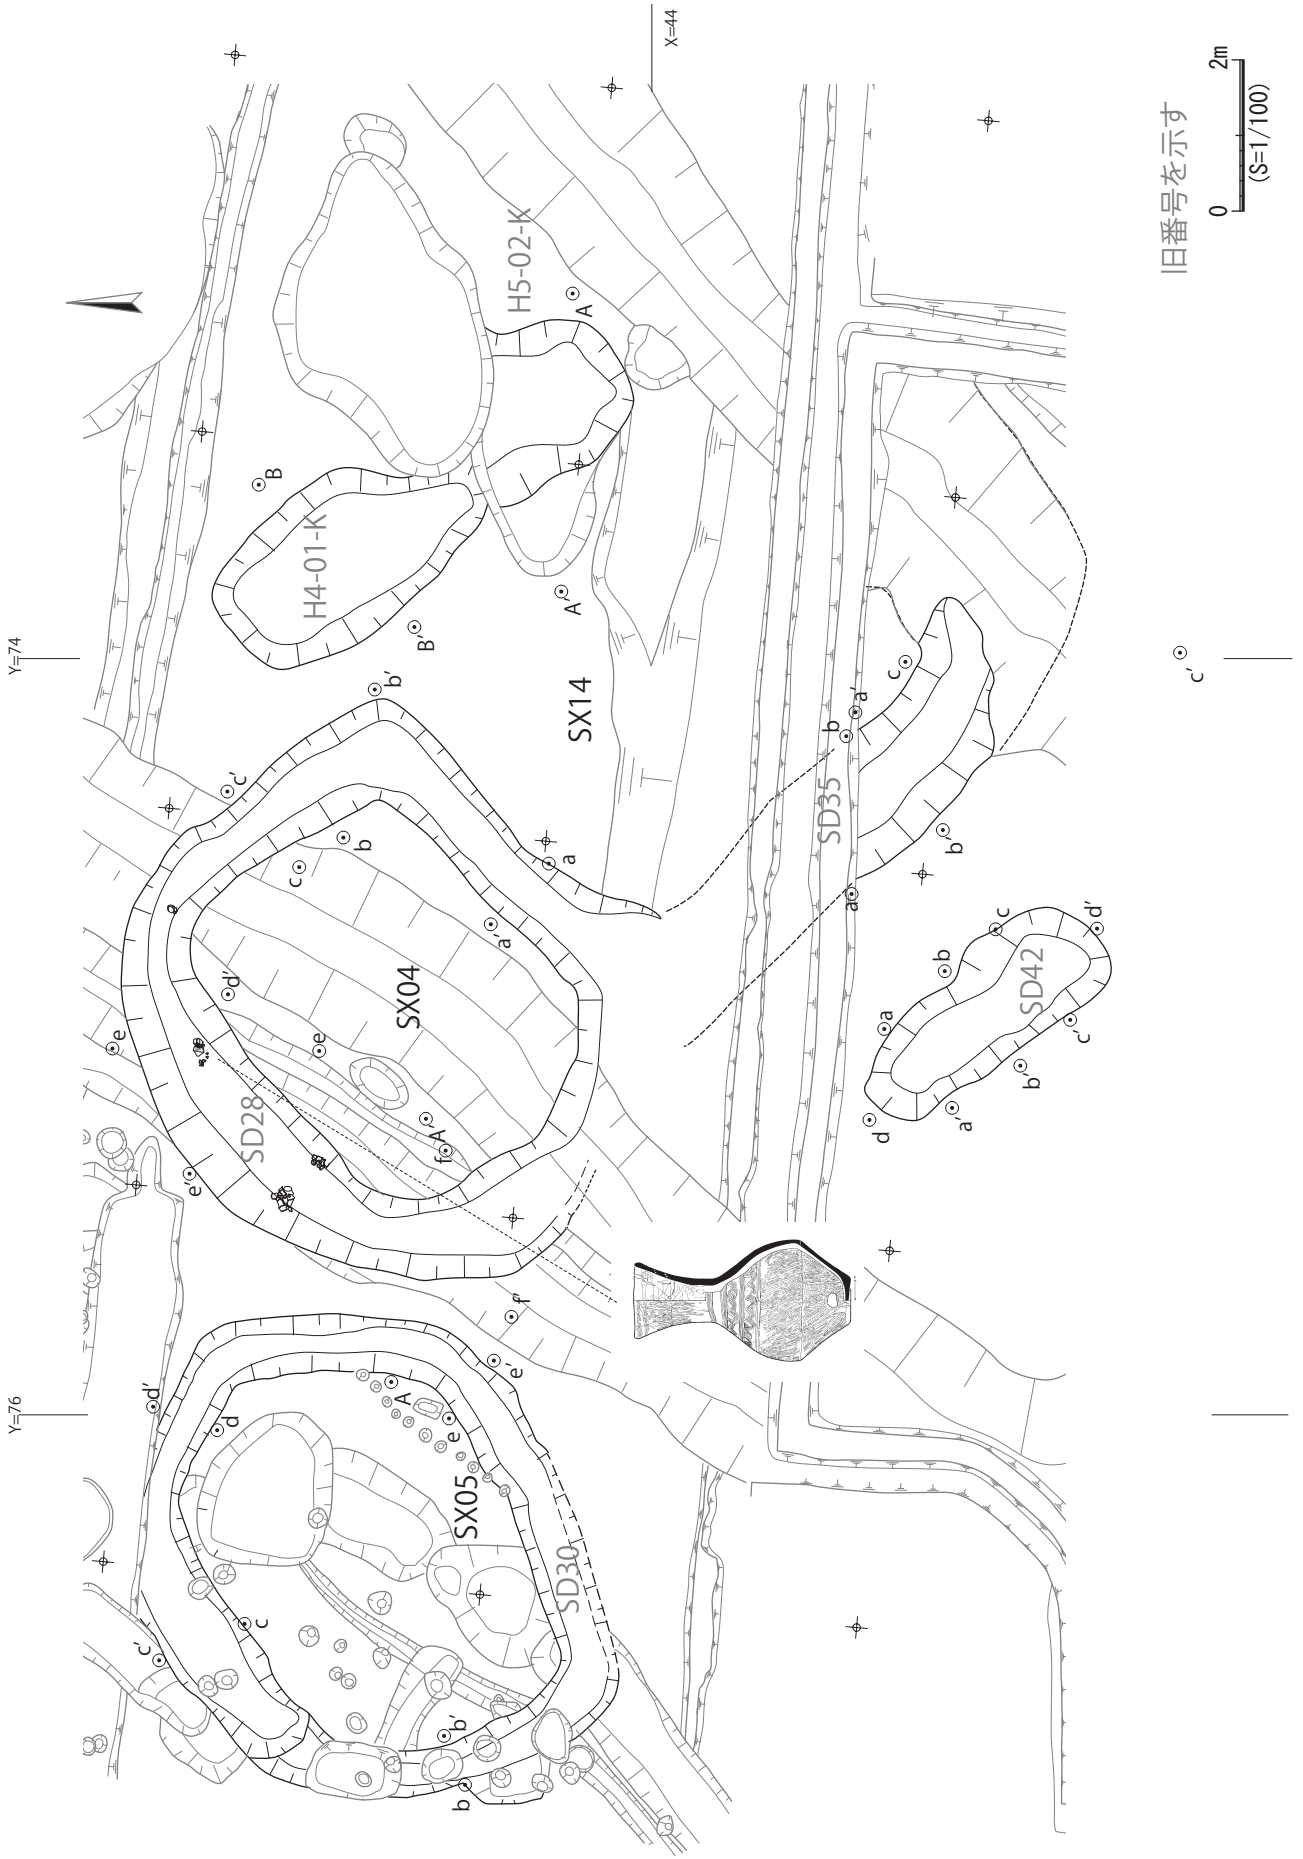 X=44
Y=74
Y=76
H5-02-K
A
B
H4-01-K
A'
B'
b'
SX14
c'
c
b
a
a'
SX04
d'
e
e
SD28
A
f
e'
f'
b
a'
c
SD35
a
b'
c
b
d'
SD42
a
c'
b'
d
a'
c'
d'
d
A
e'
e
SX05
SD30
c
c'
b'
b
旧番号を示す
0
2m
(S=1/100)